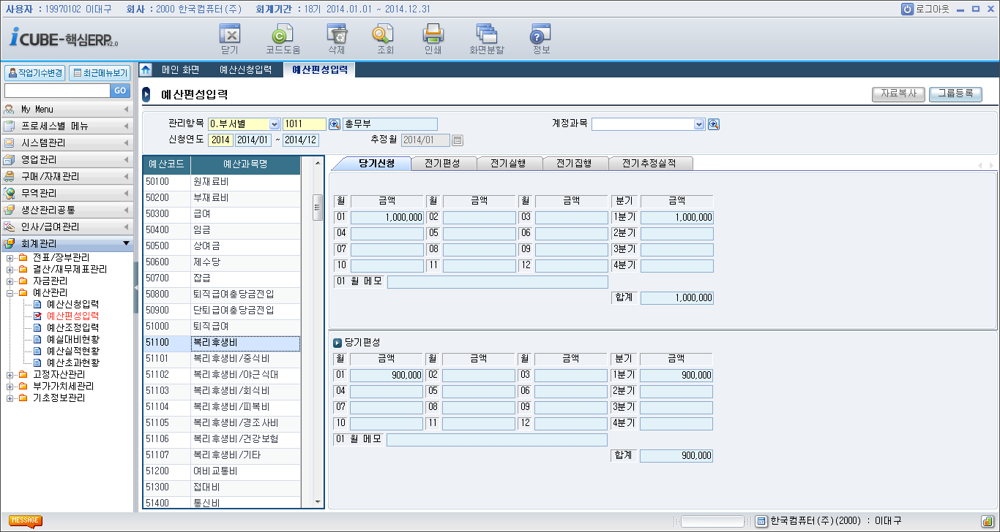 사용자 : 19970102 이대구 회사 : 2000 한국컴퓨터(주) 회계기간 : 18기 2014.01.01 ~ 2014.12.31 로그아웃
iCUBE-핵심ERP v2.0
닫기 코드도움 삭제 조회 인쇄 화면분할 정보
작업기수변경 최근메뉴보기
GO
My Menu
프로세스별 메뉴
시스템관리
영업관리
구매/자재관리
무역관리
생산관리공통
인사/급여관리
회계관리
전표/장부관리
결산/재무제표관리
자금관리
예산관리
예산신청입력
예산편성입력
예산조정입력
예실대비현황
예산실적현황
예산초과현황
고정자산관리
부가가치세관리
기초정보관리
메인 화면 예산신청입력 예산편성입력
예산편성입력 자료복사 그룹등록
관리항목 0.부서별 1011 총무부 계정과목
신청연도 2014 2014/01 ~ 2014/12 추정월 2014/01
예산코드 예산과목명
50100 원재료비
50200 부재료비
50300 급여
50400 임금
50500 상여금
50600 제수당
50700 잡급
50800 퇴직급여충당금전입
50900 단퇴급여충당금전입
51000 퇴직급여
51100 복리후생비
51101 복리후생비/중식비
51102 복리후생비/야근식대
51103 복리후생비/회식비
51104 복리후생비/피복비
51105 복리후생비/경조사비
51106 복리후생비/건강보험
51107 복리후생비/기타
51200 여비교통비
51300 접대비
51400 통신비
당기신청 전기편성 전기실행 전기집행 전기추정실적
월 금액 월 금액 월 금액 분기 금액
01 1,000,000 02 03 1분기 1,000,000
04 05 06 2분기
07 08 09 3분기
10 11 12 4분기
01 월 메모
합계 1,000,000
당기편성
월 금액 월 금액 월 금액 분기 금액
01 900,000 02 03 1분기 900,000
04 05 06 2분기
07 08 09 3분기
10 11 12 4분기
01 월 메모
합계 900,000
MESSAGE 한국컴퓨터(주)(2000) : 이대구